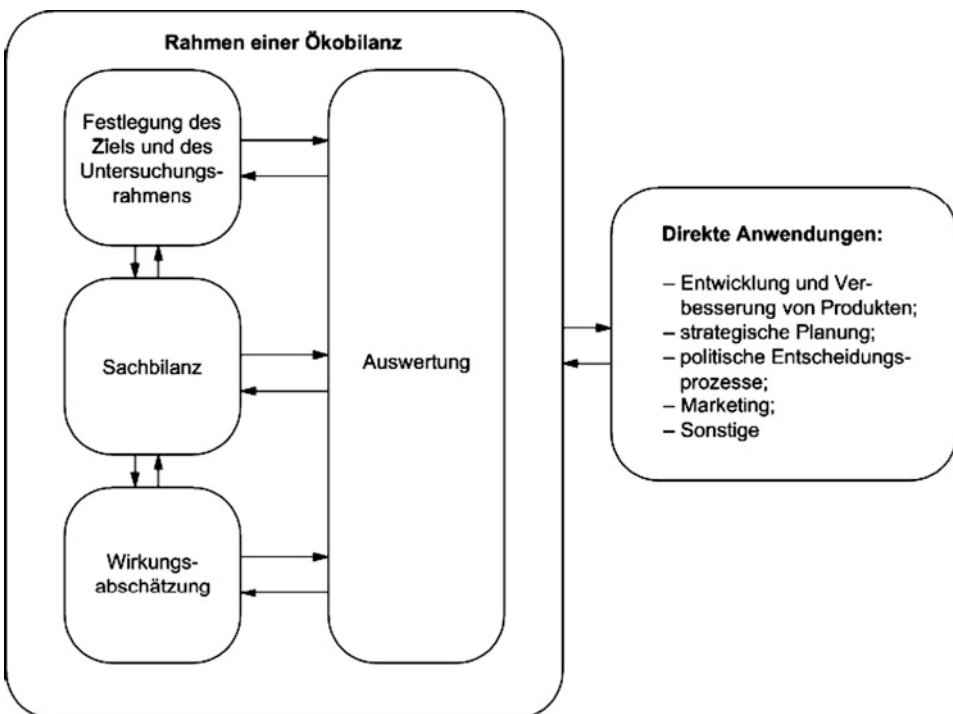 Rahmen einer Ökobilanz
Festlegung des
Ziels und des
Untersuchungs-
rahmens
Sachbilanz
Wirkungs-
abschätzung
Auswertung
Direkte Anwendungen:
– Entwicklung und Ver-
besserung von Produkten;
– strategische Planung;
– politische Entscheidungs-
prozesse;
– Marketing;
– Sonstige